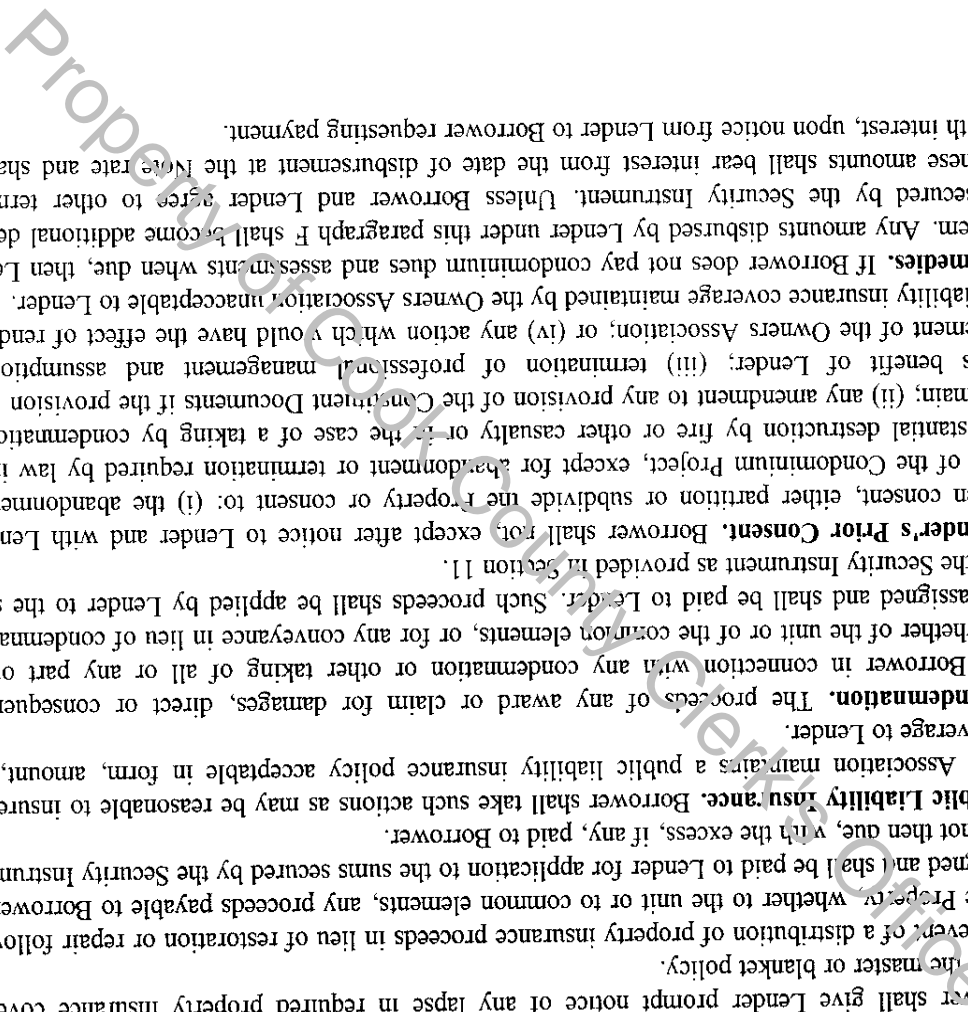 er shall give Lender prompt notice of any lapse in required property insurance cove
the master or blanket policy.
event of a distribution of property insurance proceeds in lieu of restoration or repair follow
e Property, whether to the unit or to common elements, any proceeds payable to Borrower
gned and shall be paid to Lender for application to the sums secured by the Security Instrum
not then due, with the excess, if any, paid to Borrower.
blic Liability Insurance. Borrower shall take such actions as may be reasonable to insure
Association maintains a public liability insurance policy acceptable in form, amount,
verage to Lender.
ndemnation. The proceeds of any award or claim for damages, direct or consequen
Borrower in connection with any condemnation or other taking of all or any part o
hether of the unit or of the common elements, or for any conveyance in lieu of condemna
assigned and shall be paid to Lender. Such proceeds shall be applied by Lender to the s
the Security Instrument as provided in Section 11.
nder's Prior Consent. Borrower shall not, except after notice to Lender and with Len
n consent, either partition or subdivide the Property or consent to: (i) the abandonme
of the Condominium Project, except for abandonment or termination required by law i
stantial destruction by fire or other casualty or in the case of a taking by condemnatio
main; (ii) any amendment to any provision of the Constituent Documents if the provision
s benefit of Lender; (iii) termination of professional management and assumptio
ement of the Owners Association; or (iv) any action which would have the effect of rend
iability insurance coverage maintained by the Owners Association unacceptable to Lender.
medies. If Borrower does not pay condominium dues and assessments when due, then Le
em. Any amounts disbursed by Lender under this paragraph F shall become additional de
secured by the Security Instrument. Unless Borrower and Lender agree to other term
hese amounts shall bear interest from the date of disbursement at the Note rate and sha
th interest, upon notice from Lender to Borrower requesting payment.
Property of Cook County Clerk's Office